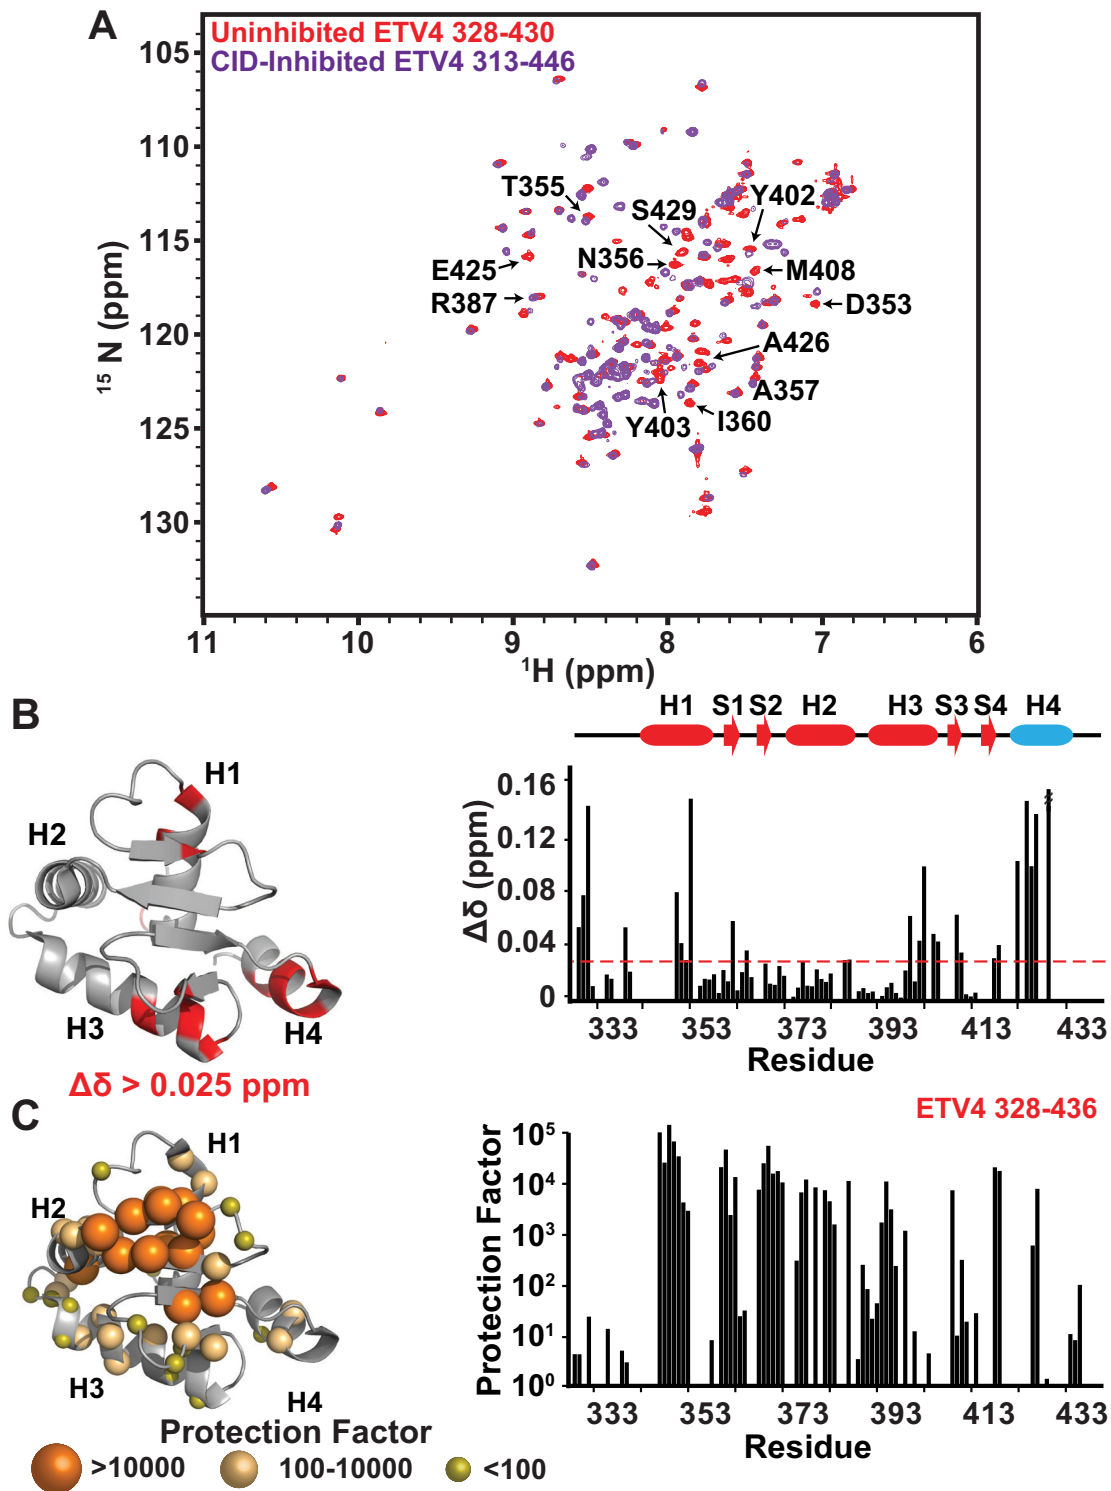 A
Uninhibited ETV4 328-430
CID-Inhibited ETV4 313-446
105
110
115
120
125
130
15 N (ppm)
T355
S429
Y402
N356
E425
M408
R387
D353
A426
A357
Y403
I360
11
10
9
8
7
6
1H (ppm)
B
H1
H2
H3
H4
Δδ > 0.025 ppm
H1 S1 S2 H2 H3 S3 S4 H4
0.16
0.12
0.08
0.04
0
Δδ (ppm)
333 353 373 393 413 433
Residue
C
H1
H2
H3
H4
Protection Factor
>10000 100-10000 <100
ETV4 328-436
10⁵
10⁴
10³
10²
10¹
10⁰
Protection Factor
333 353 373 393 413 433
Residue